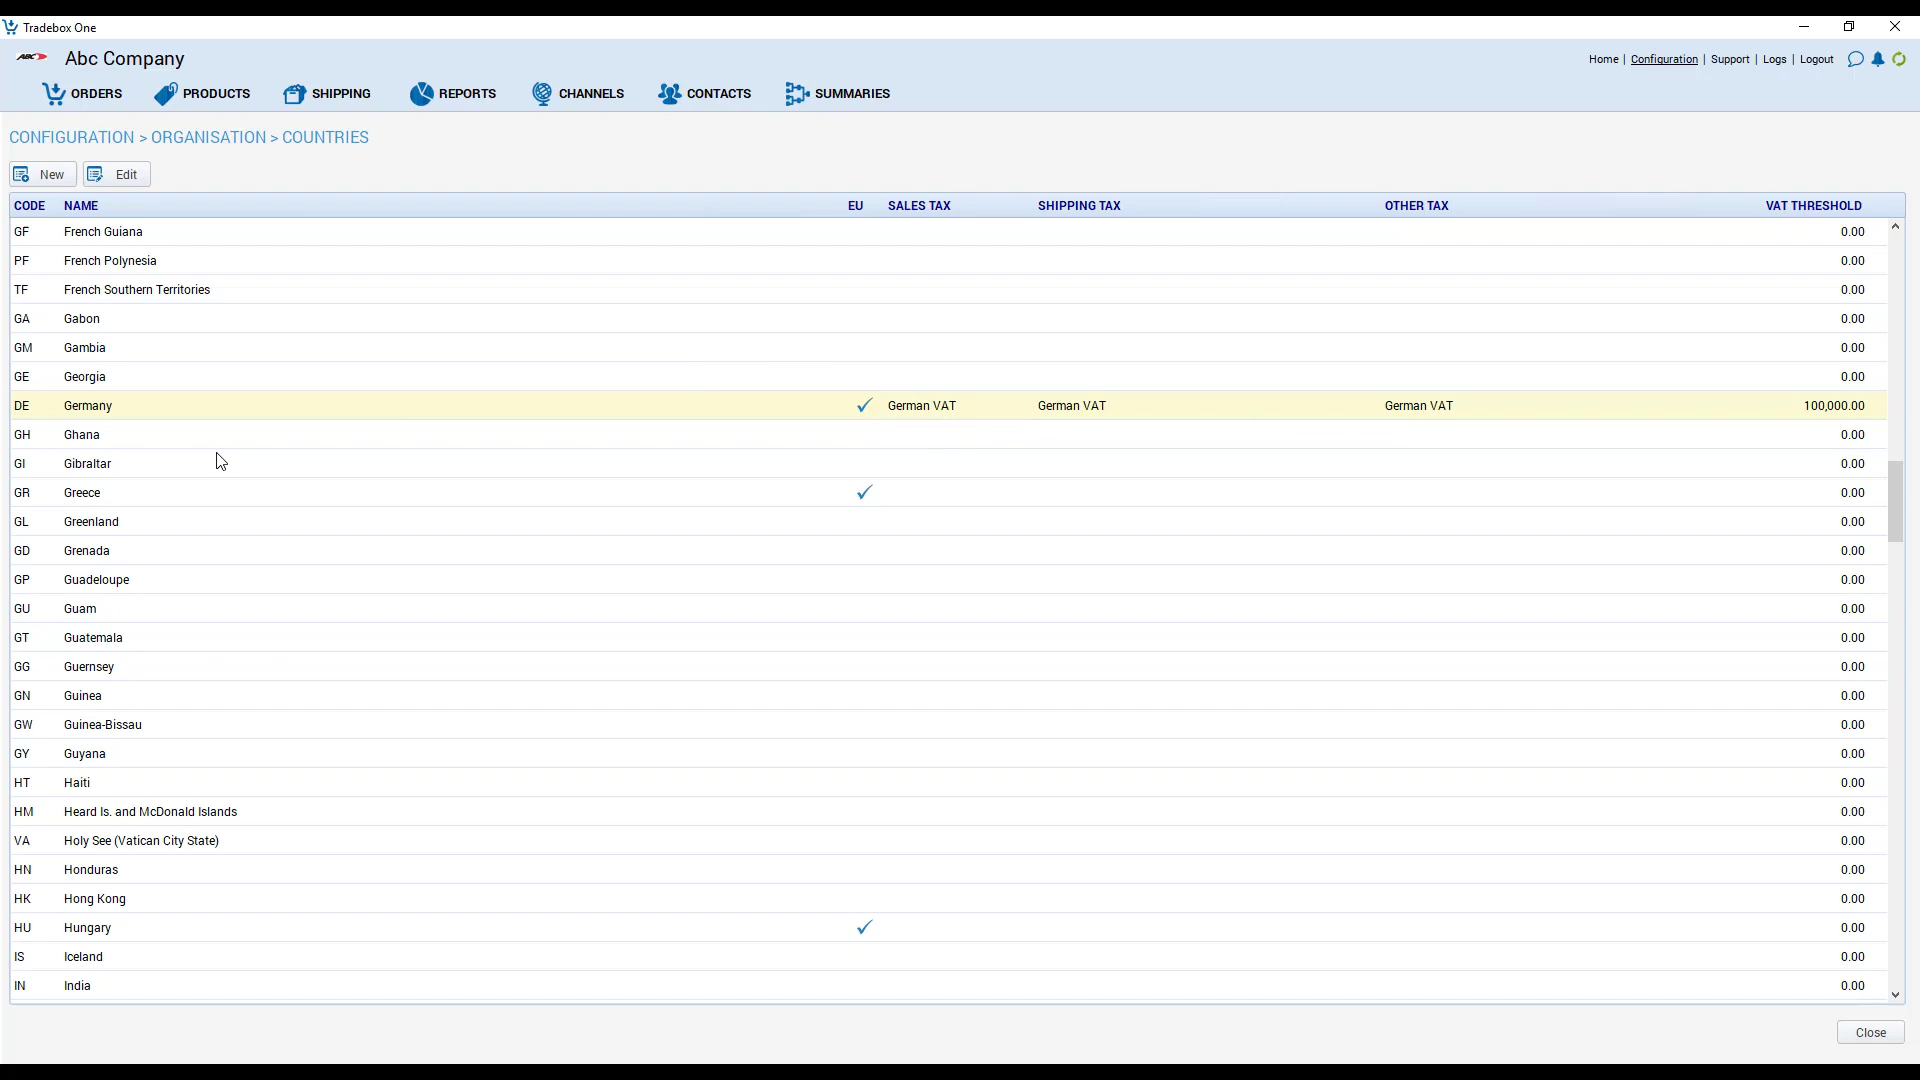 Tradebox One
ABC Abc Company
Home | Configuration | Support | Logs | Logout
ORDERS PRODUCTS SHIPPING REPORTS CHANNELS CONTACTS SUMMARIES
CONFIGURATION > ORGANISATION > COUNTRIES
New Edit
CODE NAME EU SALES TAX SHIPPING TAX OTHER TAX VAT THRESHOLD
GF French Guiana 0.00
PF French Polynesia 0.00
TF French Southern Territories 0.00
GA Gabon 0.00
GM Gambia 0.00
GE Georgia 0.00
DE Germany German VAT German VAT German VAT 100,000.00
GH Ghana 0.00
GI Gibraltar 0.00
GR Greece 0.00
GL Greenland 0.00
GD Grenada 0.00
GP Guadeloupe 0.00
GU Guam 0.00
GT Guatemala 0.00
GG Guernsey 0.00
GN Guinea 0.00
GW Guinea-Bissau 0.00
GY Guyana 0.00
HT Haiti 0.00
HM Heard Is. and McDonald Islands 0.00
VA Holy See (Vatican City State) 0.00
HN Honduras 0.00
HK Hong Kong 0.00
HU Hungary 0.00
IS Iceland 0.00
IN India 0.00
Close